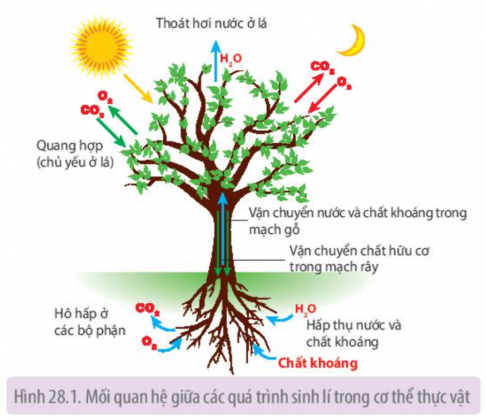 Thoát hơi nước ở lá
H₂O
CO₂
O₂
O₂
CO₂
Quang hợp
(chủ yếu ở lá)
Vận chuyển nước và chất khoáng trong
mạch gỗ
Vận chuyển chất hữu cơ
trong mạch rây
Hô hấp ở
các bộ phận
CO₂
O₂
H₂O
Hấp thụ nước và
chất khoáng
Chất khoáng
Hình 28.1. Mối quan hệ giữa các quá trình sinh lí trong cơ thể thực vật